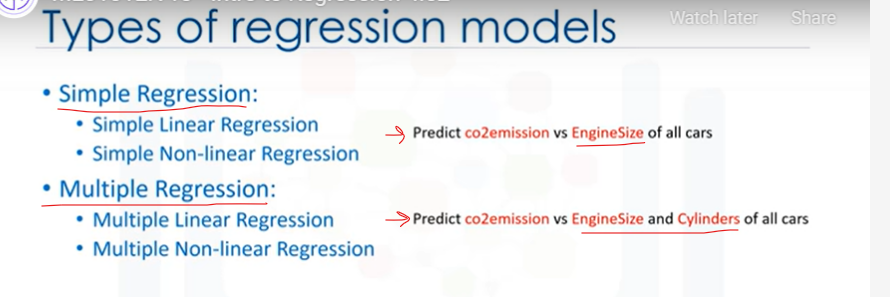 Types of regression models
Watch later
Share
• Simple Regression:
• Simple Linear Regression
• Simple Non-linear Regression
Predict co2emission vs EngineSize of all cars
• Multiple Regression:
• Multiple Linear Regression
• Multiple Non-linear Regression
Predict co2emission vs EngineSize and Cylinders of all cars